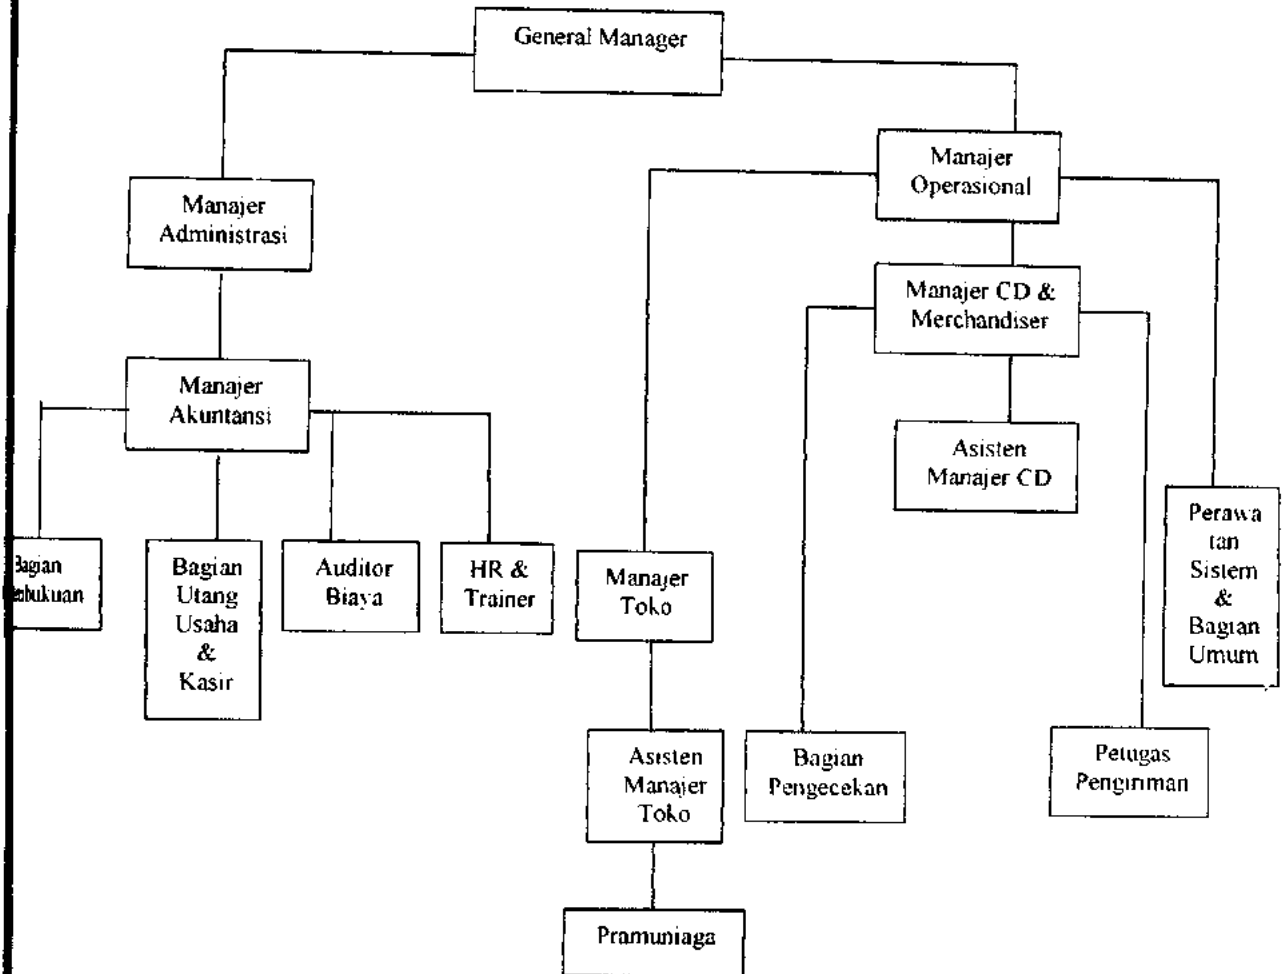 General Manager
Manajer
Operasional
Manajer
Administrasi
Manajer CD &
Merchandiser
Manajer
Akuntansi
Asisten
Manajer CD
Bagian
Bagian
Utang
Usaha
&
Kasir
Auditor
Biaya
HR &
Trainer
Manajer
Toko
Perawa
tan
Sistem
&
Bagian
Umum
Asisten
Manajer
Toko
Bagian
Pengecekan
Petugas
Pengiriman
Pramuniaga